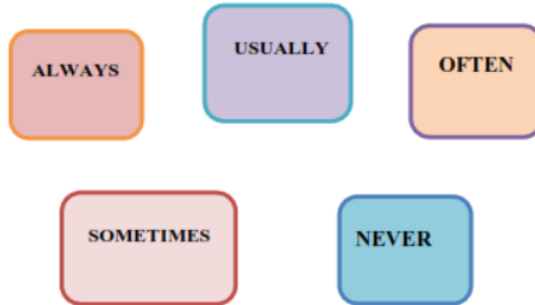 ALWAYS
USUALLY
OFTEN
SOMETIMES
NEVER